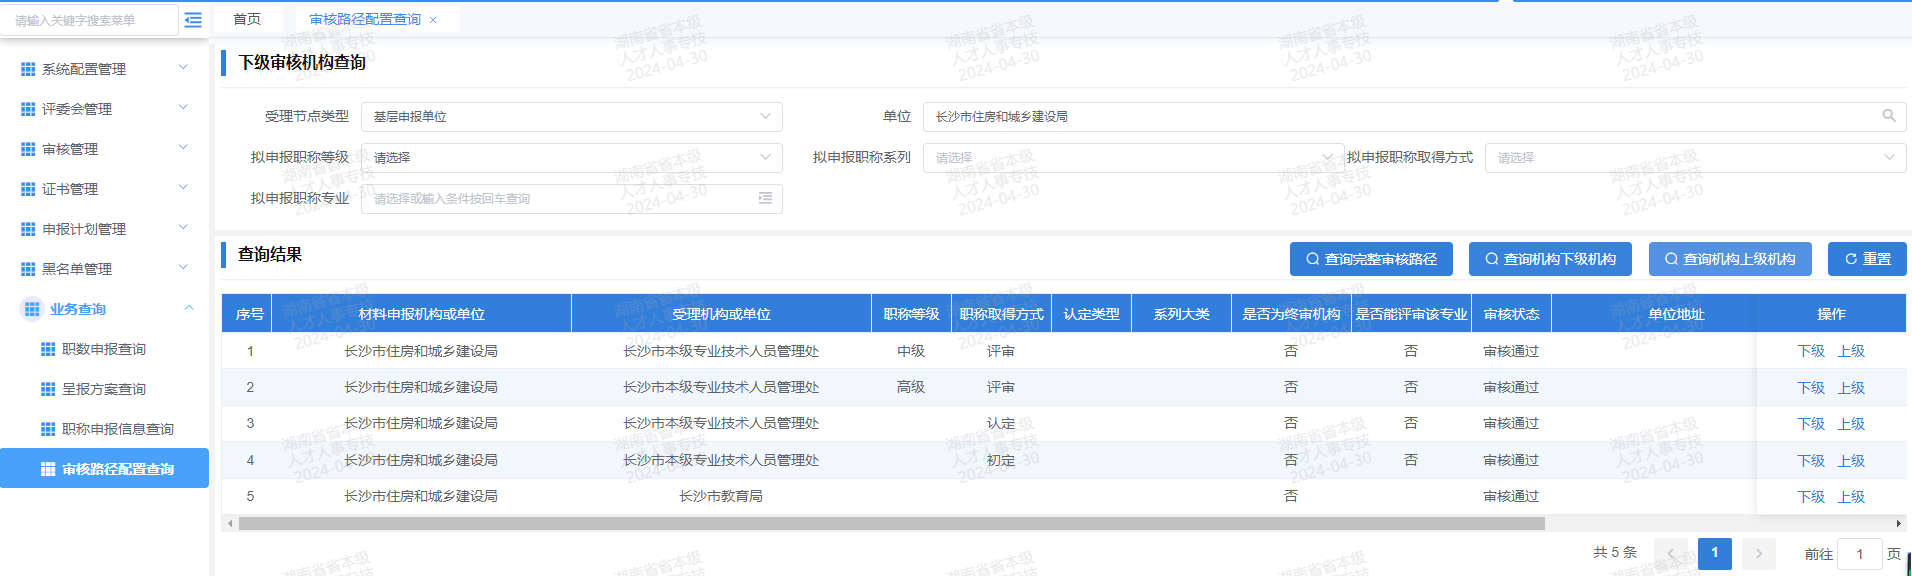 请输入关键字搜索菜单
首页
审核路径配置查询 ×
系统配置管理
评委会管理
审核管理
证书管理
申报计划管理
黑名单管理
业务查询
职数申报查询
呈报方案查询
职称申报信息查询
审核路径配置查询
下级审核机构查询
受理节点类型 基层申报单位 单位 长沙市住房和城乡建设局
拟申报职称等级 请选择 拟申报职称系列 请选择 拟申报职称取得方式 请选择
拟申报职称专业 请选择或输入条件按回车查询
查询结果 查询完整审核路径 查询机构下级机构 查询机构上级机构 重置
序号 材料申报机构或单位 受理机构或单位 职称等级 职称取得方式 认定类型 系列大类 是否为终审机构 是否能评审该专业 审核状态 单位地址 操作
1 长沙市住房和城乡建设局 长沙市本级专业技术人员管理处 中级 评审 否 否 审核通过 下级 上级
2 长沙市住房和城乡建设局 长沙市本级专业技术人员管理处 高级 评审 否 否 审核通过 下级 上级
3 长沙市住房和城乡建设局 长沙市本级专业技术人员管理处 认定 否 否 审核通过 下级 上级
4 长沙市住房和城乡建设局 长沙市本级专业技术人员管理处 初定 否 否 审核通过 下级 上级
5 长沙市住房和城乡建设局 长沙市教育局 否 审核通过 下级 上级
共 5 条 1 前往 1 页
湖南省省本级
人才人事专技
2024-04-30